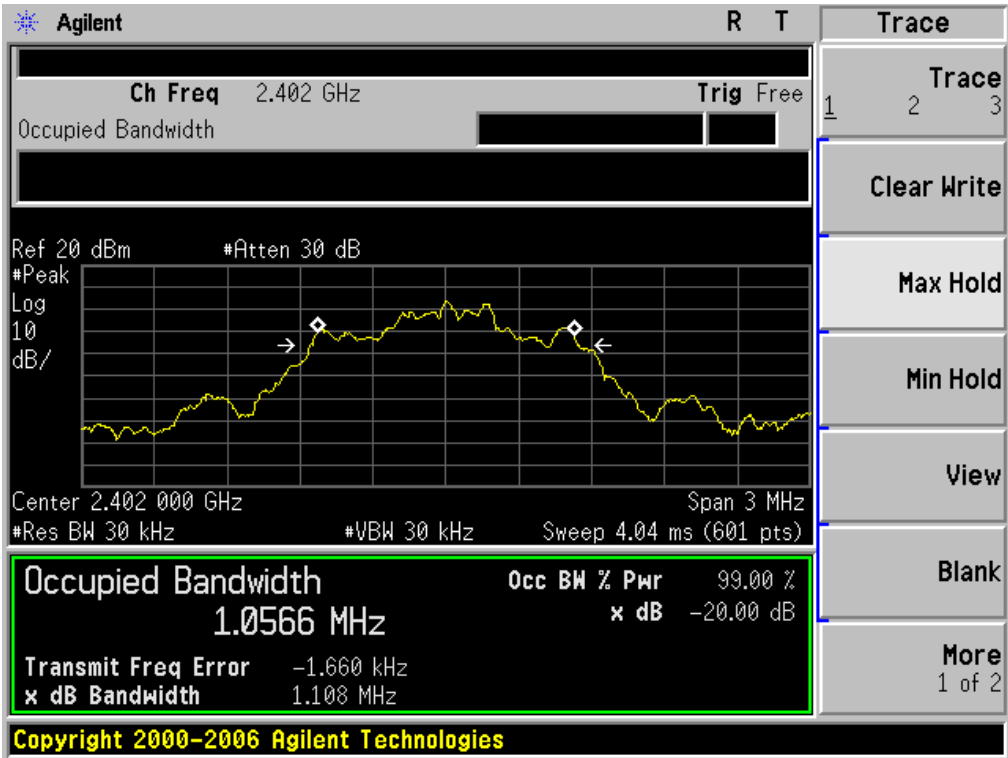 Agilent
R T
Trace
Ch Freq 2.402 GHz
Trig Free
Occupied Bandwidth
Trace
1 2 3
Clear Write
Max Hold
Min Hold
View
Blank
More
1 of 2
Ref 20 dBm #Atten 30 dB
#Peak
Log
10
dB/
Center 2.402 000 GHz Span 3 MHz
#Res BW 30 kHz #VBW 30 kHz Sweep 4.04 ms (601 pts)
Occupied Bandwidth
1.0566 MHz
Occ BW % Pwr 99.00 %
x dB -20.00 dB
Transmit Freq Error -1.660 kHz
x dB Bandwidth 1.108 MHz
Copyright 2000-2006 Agilent Technologies